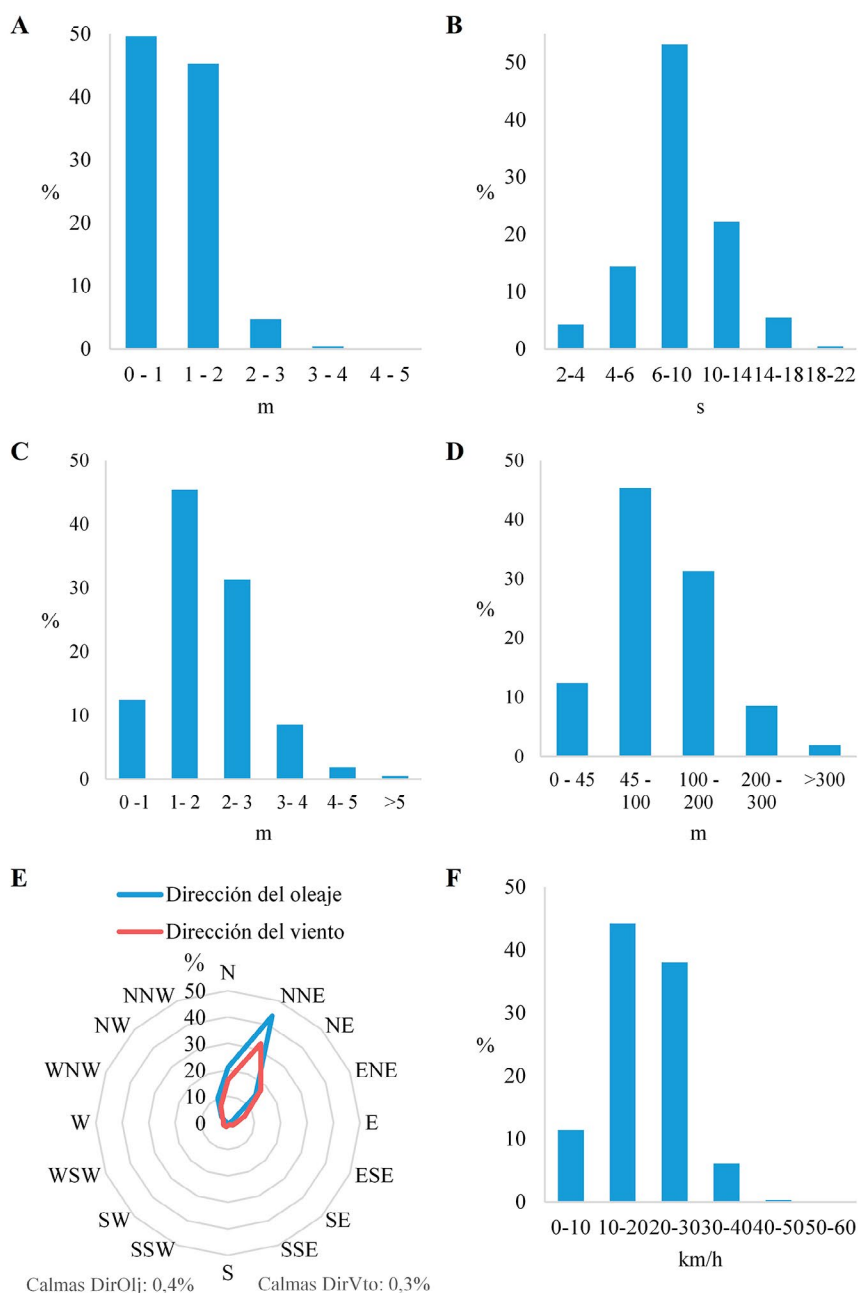 A
50
40
30
%
20
10
0
0 - 1 1 - 2 2 - 3 3 - 4 4 - 5
m
B
50
40
30
%
20
10
0
2-4 4-6 6-10 10-14 14-18 18-22
s
C
50
40
30
%
20
10
0
0 -1 1- 2 2- 3 3- 4 4- 5 >5
m
D
50
40
30
%
20
10
0
0 - 45 45 - 100 - 200 - >300
100 200 300
m
E
Dirección del oleaje
Dirección del viento
%
N
NNE
NE
ENE
E
ESE
SE
SSE
S
SSW
SW
WSW
W
WNW
NW
NNW
50
40
30
20
10
0
Calmas DirOlj: 0,4% Calmas DirVto: 0,3%
F
50
40
30
%
20
10
0
0-10 10-20 20-30 30-40 40-50 50-60
km/h